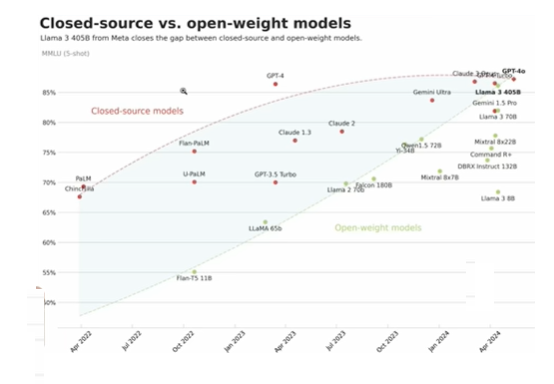 Closed-source vs. open-weight models
Llama 3 405B from Meta closes the gap between closed-source and open-weight models.
MMLU (5-shot)
GPT-4o
Claude 3 Opus
GPT-4
85%
Gemini Ultra
Llama 3 405B
Gemini 1.5 Pro
Closed-source models
Llama 3 70B
80%
Claude 2
Claude 1.3
Flan-PaLM
Qwen1.5 72B
Mixtral 8x22B
Yi-34B
75%
Command R+
DBRX Instruct 132B
PaLM
U-PaLM
GPT-3.5 Turbo
Mixtral 8x7B
70%
Falcon 180B
Chinchilla
Llama 2 70B
Llama 3 8B
65%
LLaMA 65b
Open-weight models
60%
55%
Flan-T5 11B
50%
Apr 2022
Jul 2022
Oct 2022
Jan 2023
Apr 2023
Jul 2023
Oct 2023
Jan 2024
Apr 2024